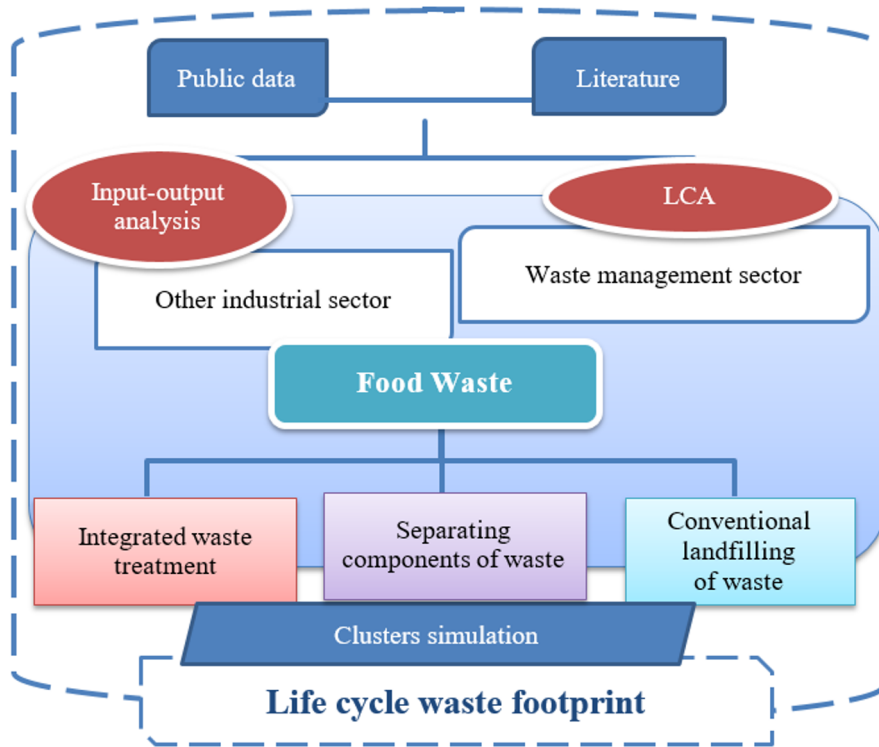 Public data
Literature
Input-output
analysis
LCA
Other industrial sector
Waste management sector
Food Waste
Integrated waste
treatment
Separating
components of waste
Conventional
landfilling
of waste
Clusters simulation
Life cycle waste footprint